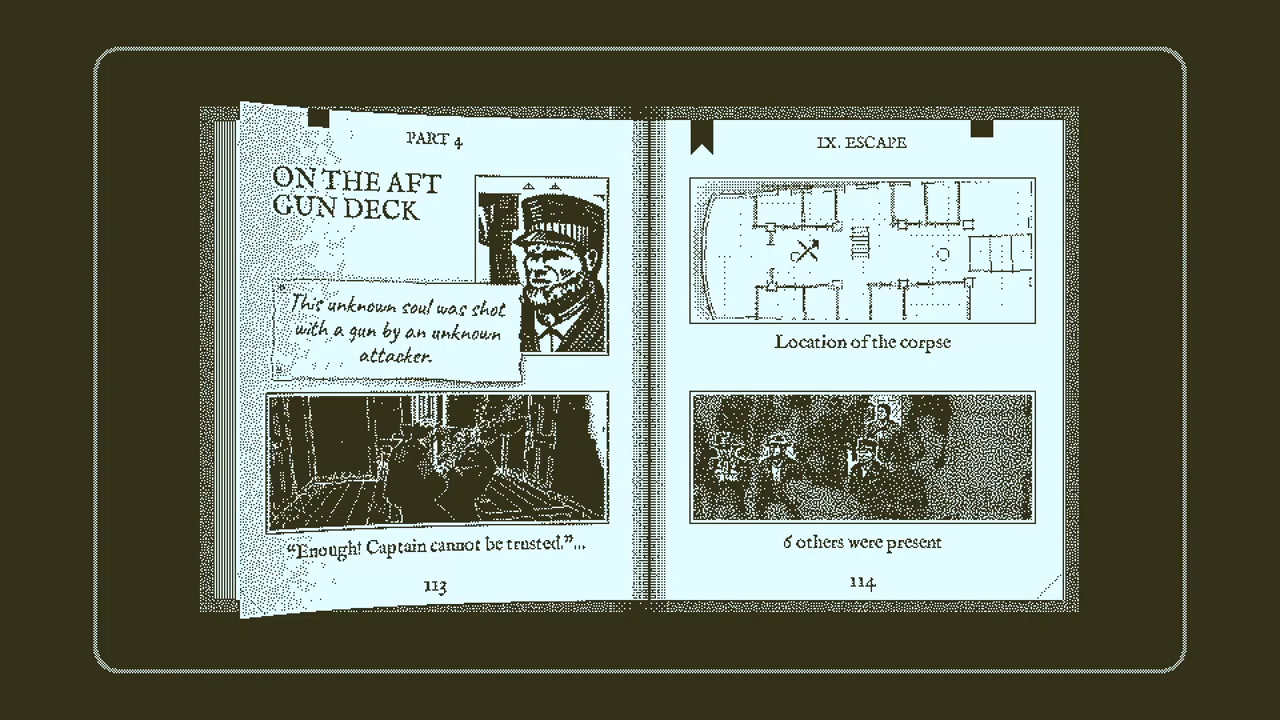 PART 4
ON THE AFT
GUN DECK
This unknown soul was shot
with a gun by an unknown
attacker.
“Enough! Captain cannot be trusted.”...
113
IX. ESCAPE
Location of the corpse
6 others were present
114